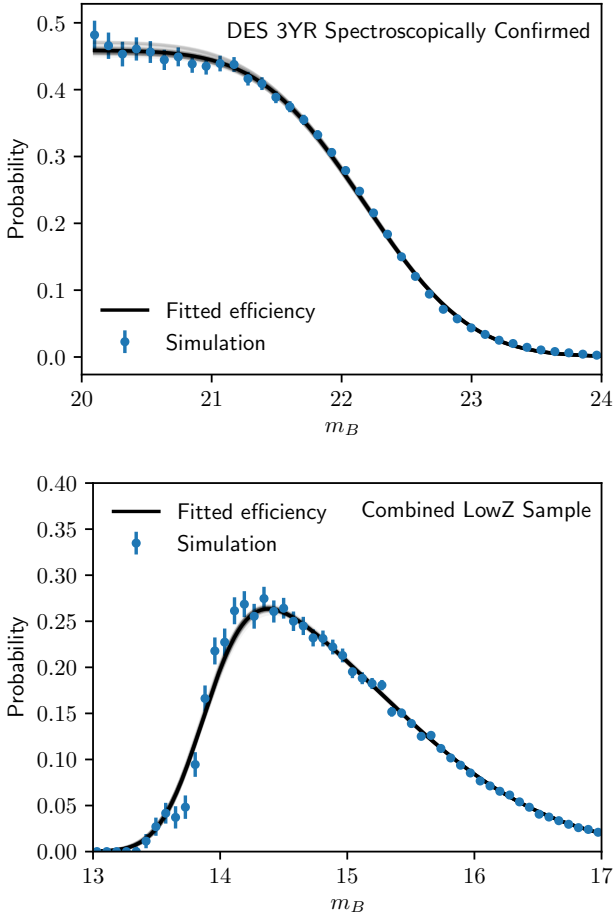 DES 3YR Spectroscopically Confirmed
0.5
0.4
0.3
0.2
0.1
0.0
Probability
Fitted efficiency
Simulation
20 21 22 23 24
m_B
Combined LowZ Sample
0.40
0.35
0.30
0.25
0.20
0.15
0.10
0.05
0.00
Probability
Fitted efficiency
Simulation
13 14 15 16 17
m_B